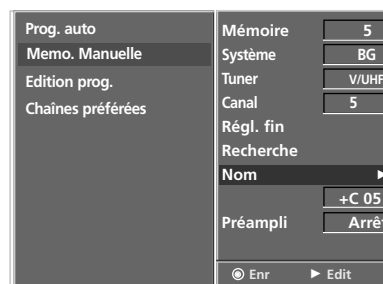 Prog. auto
Memo. Manuelle
Edition prog.
Chaînes préférées
Mémoire 5
Système BG
Tuner V/UHF
Canal 5
Régl. fin
Recherche
Nom ►
+C 05
Préampli Arrêt
◉ Enr ► Edit